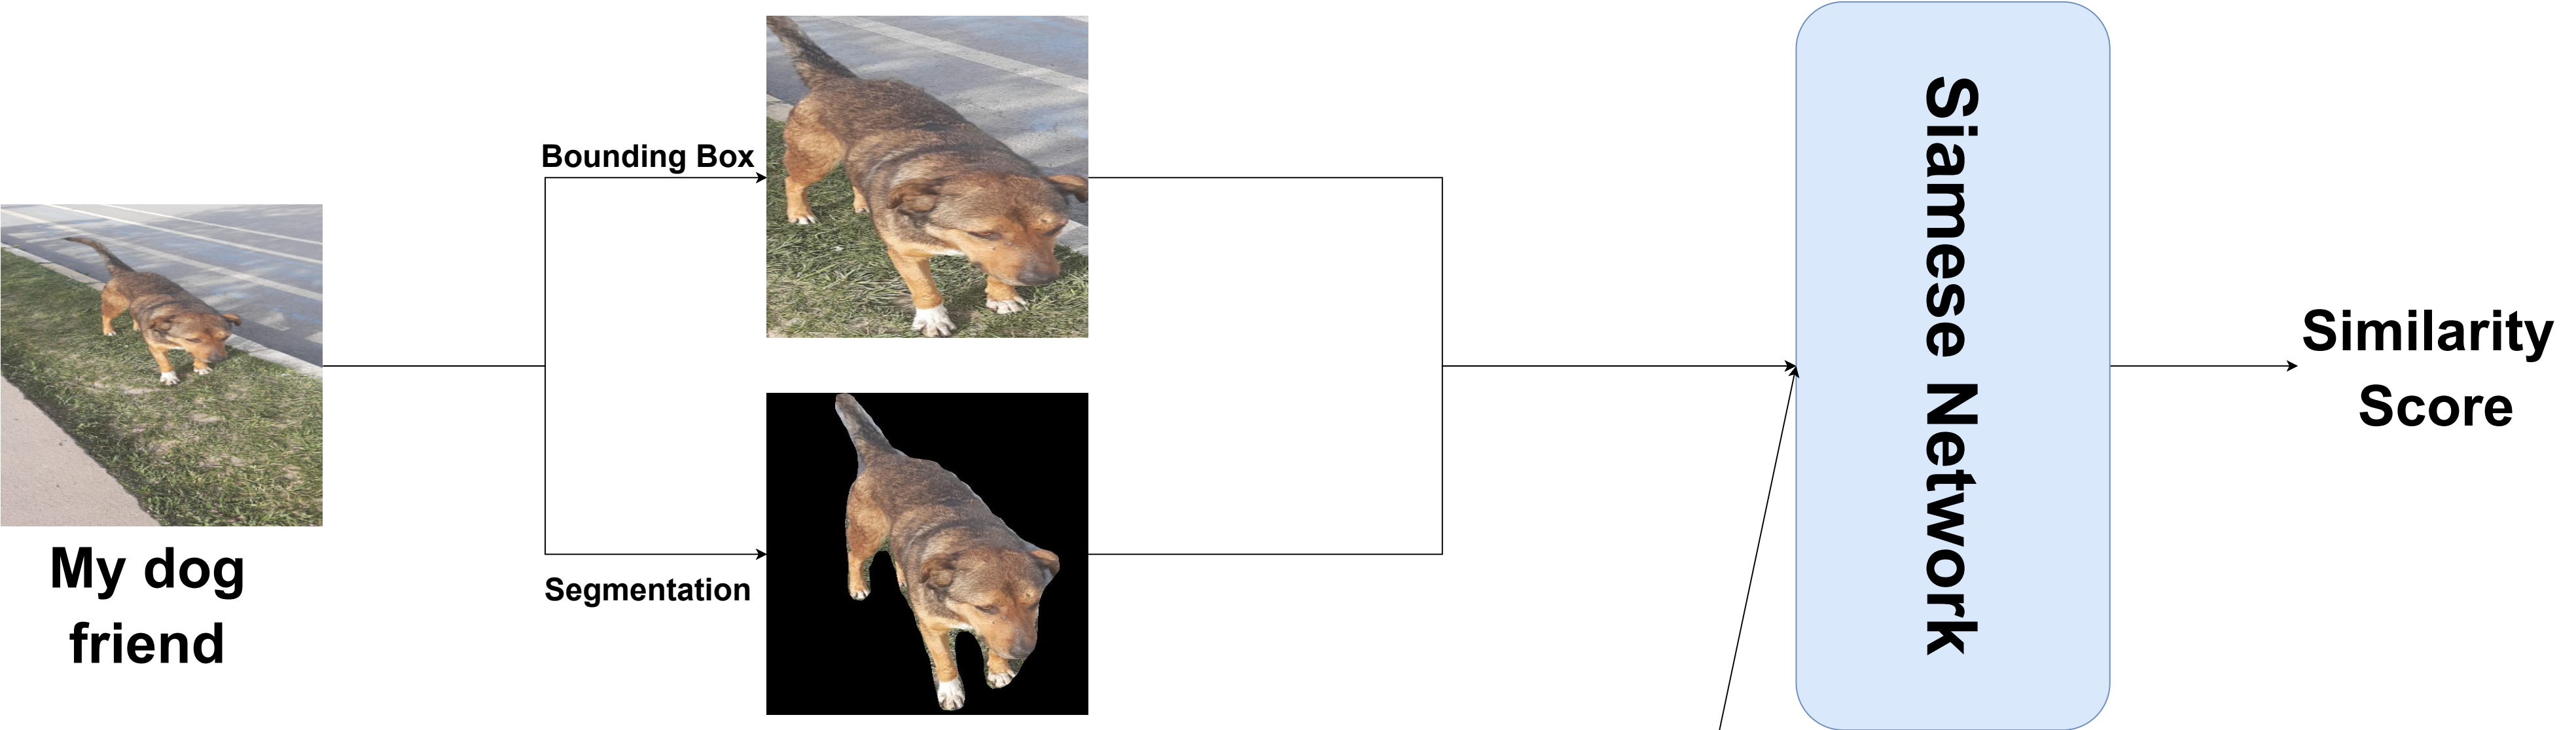 My dog
friend
Bounding Box
Segmentation
Siamese Network
Similarity
Score